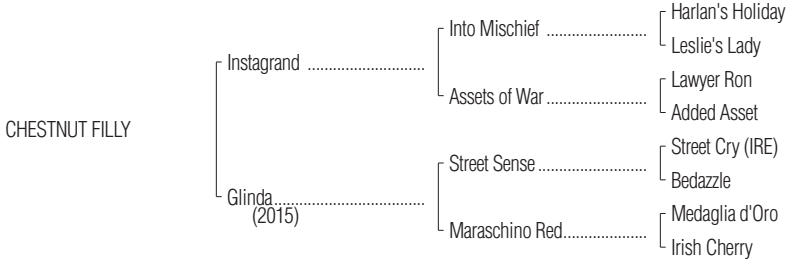 Harlan's Holiday
Into Mischief ........................
Leslie's Lady
Instagrand ............................
Lawyer Ron
Assets of War ........................
Added Asset
CHESTNUT FILLY
Street Cry (IRE)
Street Sense ..........................
Bedazzle
Glinda....................................
(2015)
Medaglia d'Oro
Maraschino Red....................
Irish Cherry